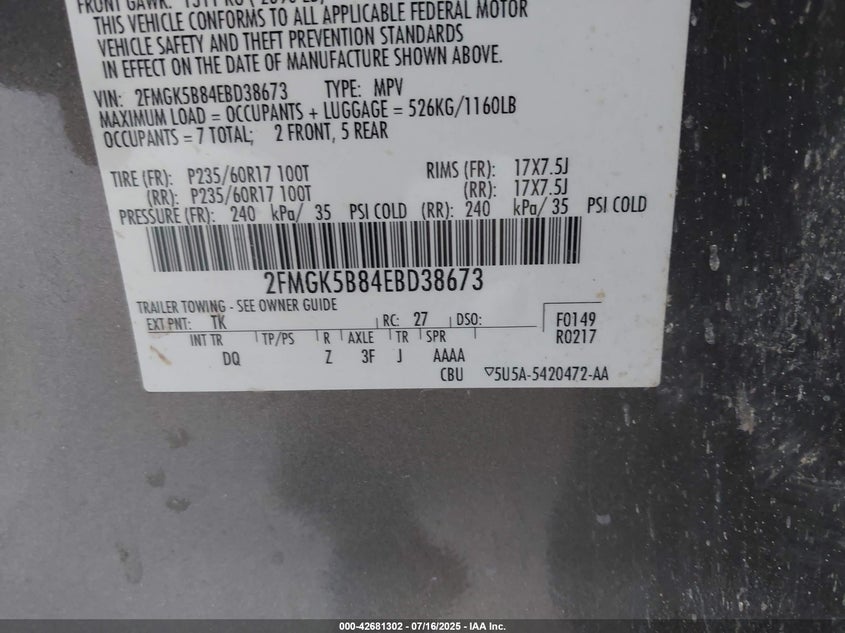 THIS VEHICLE CONFORMS TO ALL APPLICABLE FEDERAL MOTOR
VEHICLE SAFETY AND THEFT PREVENTION STANDARDS
IN EFFECT ON THE DATE OF MANUFACTURE SHOWN ABOVE.
VIN: 2FMGK5B84EBD38673 TYPE: MPV
MAXIMUM LOAD = OCCUPANTS + LUGGAGE = 526KG/1160LB
OCCUPANTS = 7 TOTAL; 2 FRONT, 5 REAR
TIRE (FR): P235/60R17 100T RIMS (FR): 17X7.5J
(RR): P235/60R17 100T (RR): 17X7.5J
PRESSURE (FR): 240 kPa/ 35 PSI COLD (RR): 240 kPa/ 35 PSI COLD
2FMGK5B84EBD38673
TRAILER TOWING - SEE OWNER GUIDE
EXT PNT: TK RC: 27 DSO: F0149
INT TR TP/PS R AXLE TR SPR R0217
DQ Z 3F J AAAA
CBU ▽5U5A-5420472-AA
000-42681302 - 07/16/2025 - IAA Inc.